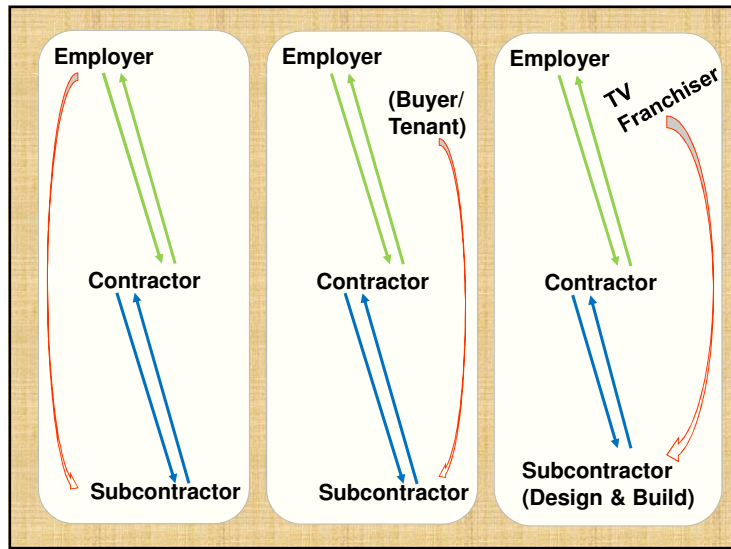 Employer
Contractor
Subcontractor
Employer
(Buyer/
Tenant)
Contractor
Subcontractor
Employer
TV
Franchiser
Contractor
Subcontractor
(Design & Build)